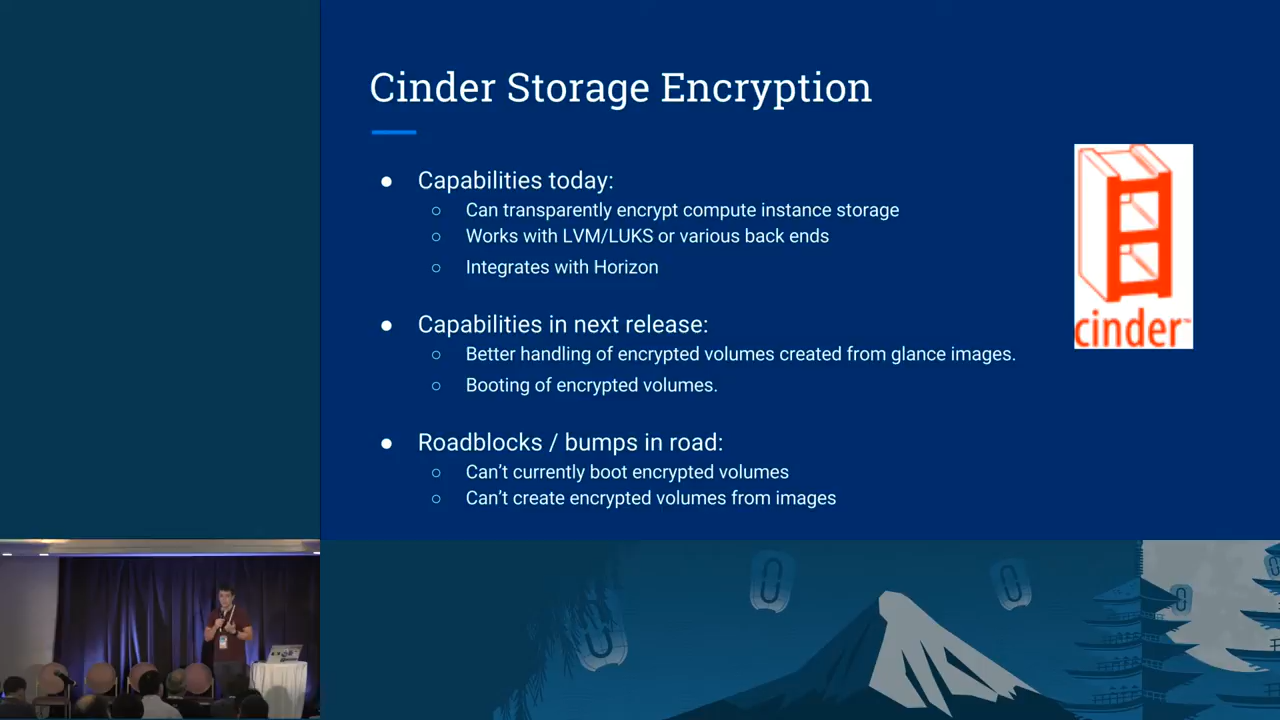 Cinder Storage Encryption
● Capabilities today:
○ Can transparently encrypt compute instance storage
○ Works with LVM/LUKS or various back ends
○ Integrates with Horizon
● Capabilities in next release:
○ Better handling of encrypted volumes created from glance images.
○ Booting of encrypted volumes.
● Roadblocks / bumps in road:
○ Can’t currently boot encrypted volumes
○ Can’t create encrypted volumes from images
cinder™